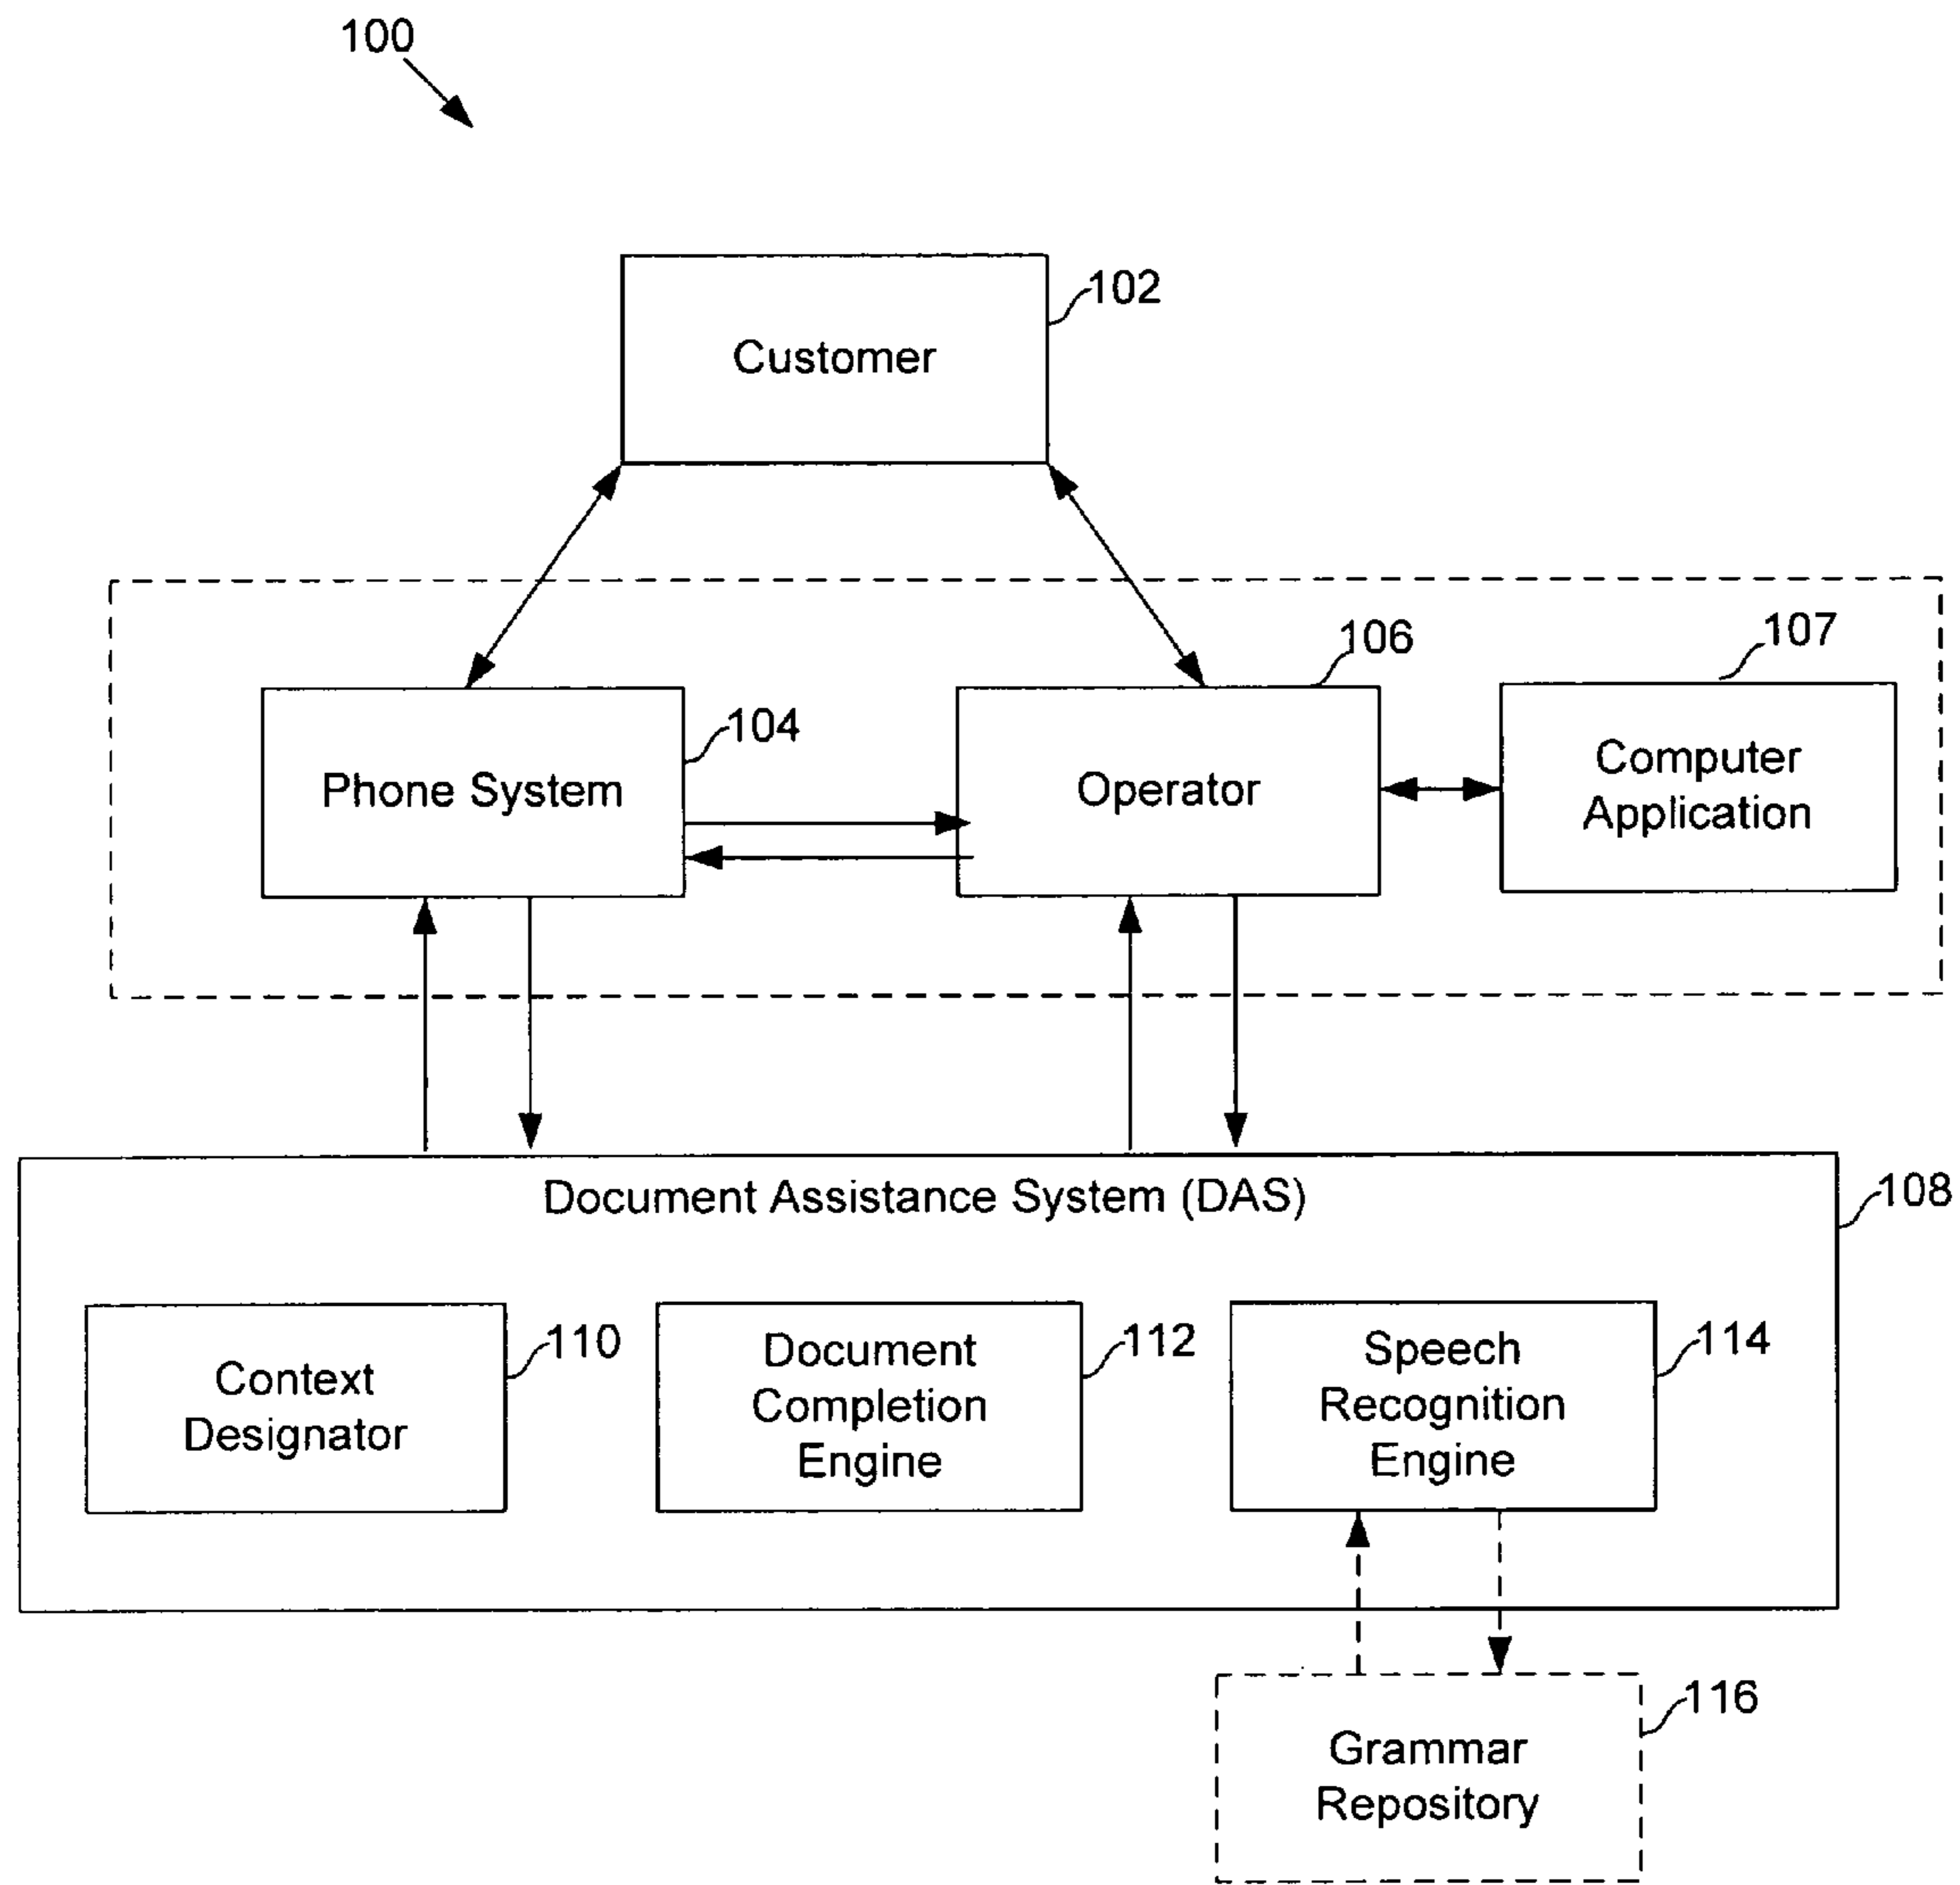 100
102
Customer
106
107
104
Phone System
Operator
Computer
Application
Document Assistance System (DAS)
108
110
112
114
Context
Designator
Document
Completion
Engine
Speech
Recognition
Engine
116
Grammar
Repository